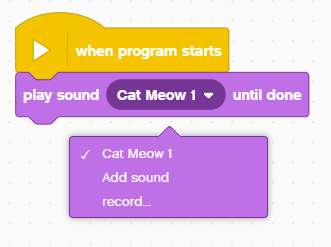 when program starts
play sound Cat Meow 1 until done
✓ Cat Meow 1
Add sound
record...